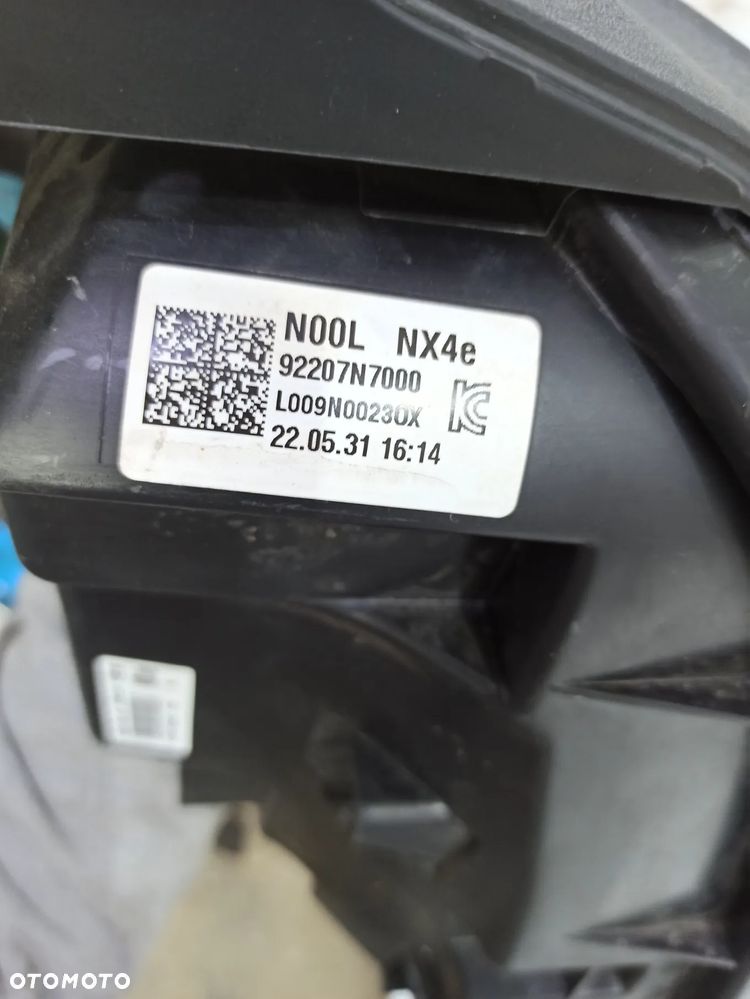 N00L NX4e
92207N7000
L009N0023OX
22.05.31 16:14
OTOMOTO